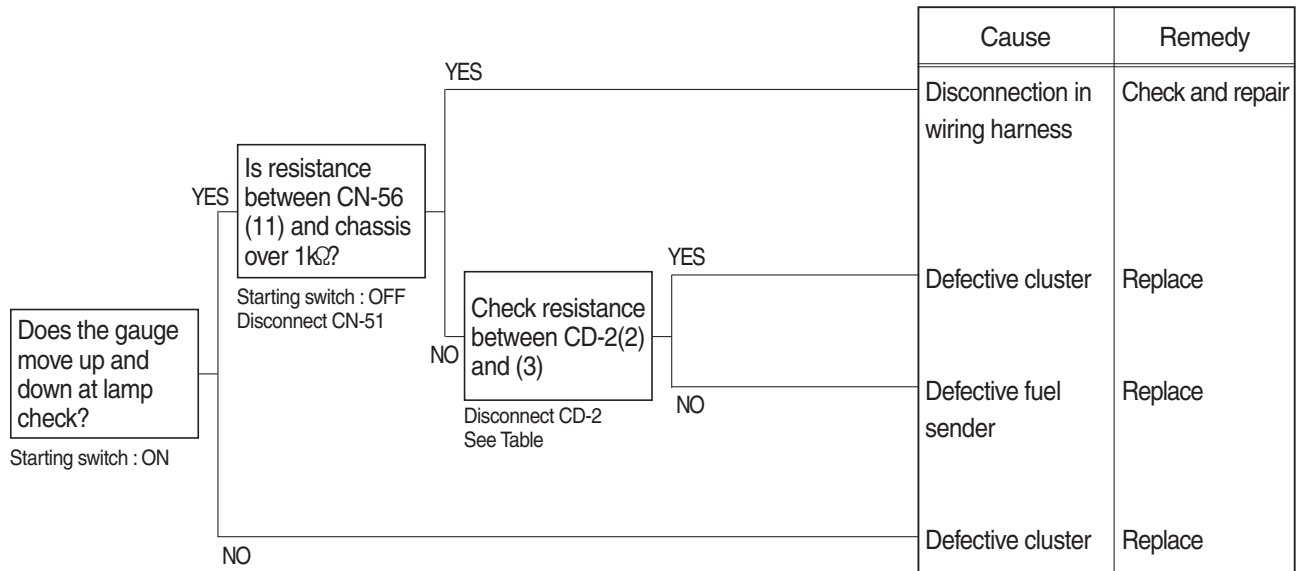 Cause
Remedy
YES
Disconnection in
wiring harness
Check and repair
YES
Is resistance
between CN-56
(11) and chassis
over 1kΩ?
Starting switch : OFF
Disconnect CN-51
YES
Defective cluster
Replace
Does the gauge
move up and
down at lamp
check?
Starting switch : ON
NO
Check resistance
between CD-2(2)
and (3)
Disconnect CD-2
See Table
NO
Defective fuel
sender
Replace
NO
Defective cluster
Replace